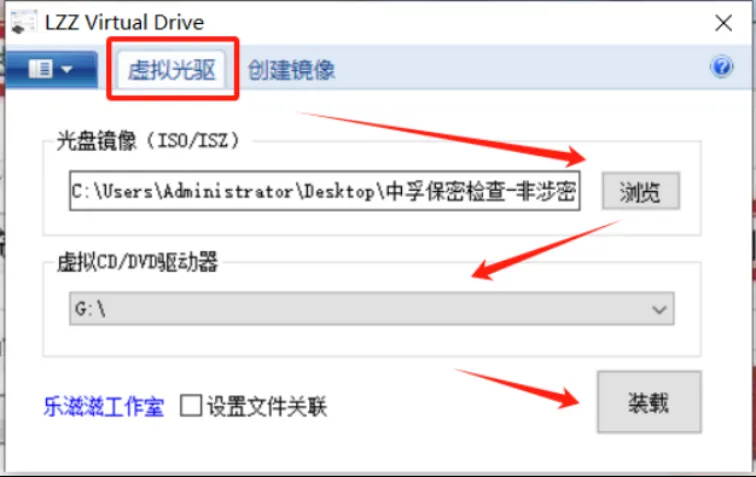 LZZ Virtual Drive
虚拟光驱 创建镜像
光盘镜像（ISO/ISZ）
C:\Users\Administrator\Desktop\中孚保密检查-非涉密 浏览
虚拟CD/DVD驱动器
G:\
乐滋滋工作室 设置文件关联 装载